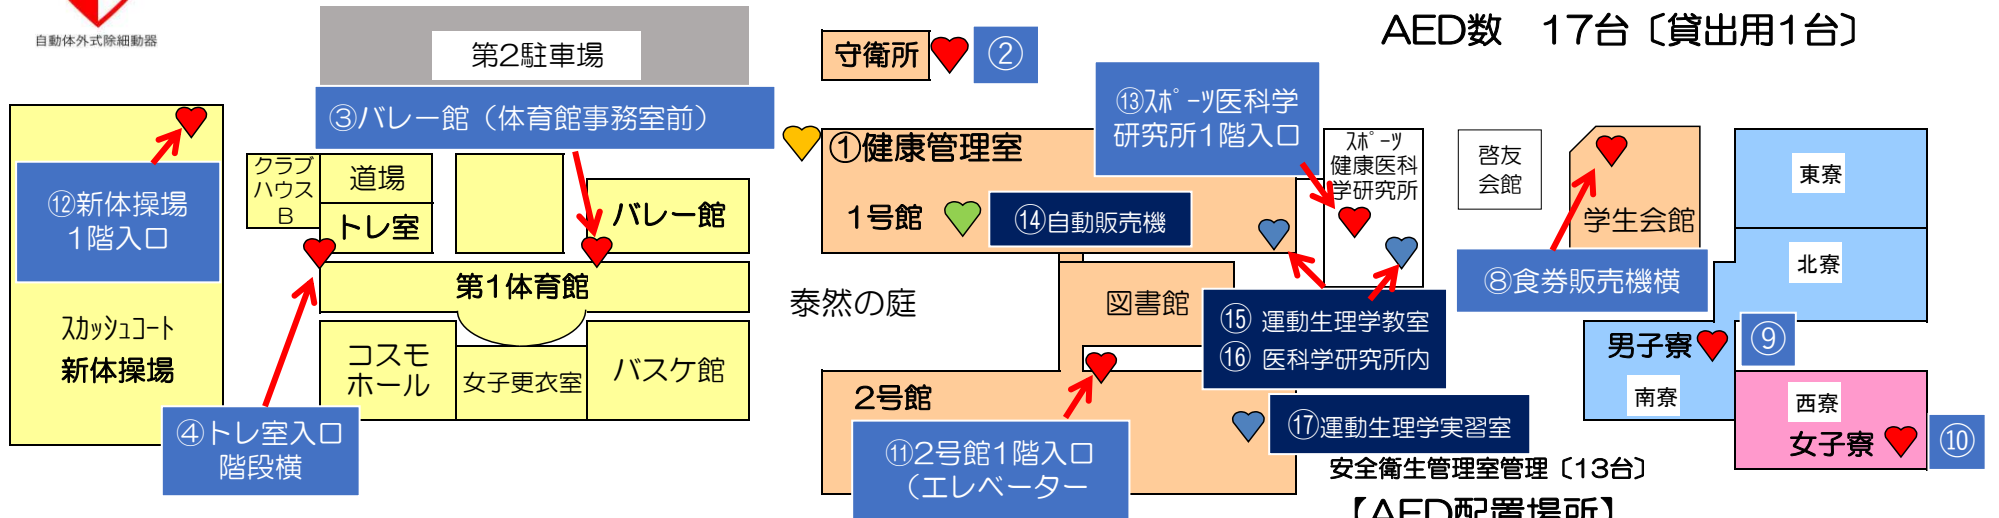 自動体外式除細動器
第2駐車場
守衛所
②
AED数 17台〔貸出用1台〕
③バレー館（体育館事務室前）
⑬ｽﾎﾟｰﾂ医科学
研究所1階入口
①健康管理室
ｽﾎﾟｰﾂ
健康医科
学研究所
啓友
会館
東寮
クラブ
ハウス
B
道場
トレ室
バレー館
⑫新体操場
1階入口
1号館
⑭自動販売機
学生会館
北寮
⑧食券販売機横
第1体育館
泰然の庭
図書館
⑮ 運動生理学教室
⑯ 医科学研究所内
ｽｶｯｼｭｺｰﾄ
新体操場
コスモ
ホール
女子更衣室
バスケ館
男子寮
⑨
南寮
2号館
④トレ室入口
階段横
⑪2号館1階入口
（エレベーター
⑰運動生理学実習室
西寮
女子寮
⑩
安全衛生管理室管理〔13台〕
【AED配置場所】